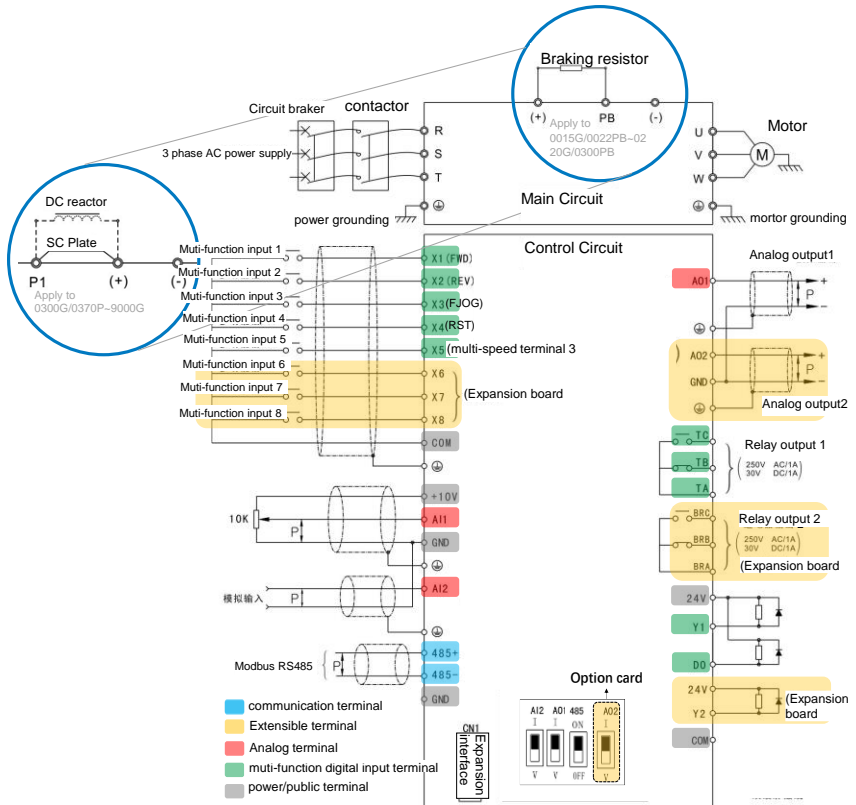 Braking resistor
(+) PB (-)
Apply to
0015G/0022PB~02
20G/0300PB
Circuit braker
contactor
3 phase AC power supply
R
S
T
power grounding
Main Circuit
U
V
W
Motor
M
mortor grounding
DC reactor
SC Plate
P1 (+) (-)
Apply to
0300G/0370P~9000G
Control Circuit
Muti-function input 1
X1(FWD)
Muti-function input 2
X2(REV)
Muti-function input 3
X3(FJOG)
Muti-function input 4
X4(RST)
Muti-function input 5
X5(multi-speed terminal 3
Muti-function input 6
X6
Muti-function input 7
X7
(Expansion board
Muti-function input 8
X8
COM
+10V
10K
P
AI1
GND
AI2
模拟输入
P
Modbus RS485
P
485+
485-
GND
Analog output1
AO1
P
)
AO2
GND
P
Analog output2
TC
TB
TA
Relay output 1
250V AC/1A
30V DC/1A
BRC
BRB
BRA
Relay output 2
250V AC/1A
30V DC/1A
(Expansion board
24V
Y1
DO
24V
Y2
(Expansion
board
COM
Option card
AI2 AO1 485 AO2
I I ON I
V V OFF V
CN1
Expansion
interface
communication terminal
Extensible terminal
Analog terminal
muti-function digital input terminal
power/public terminal